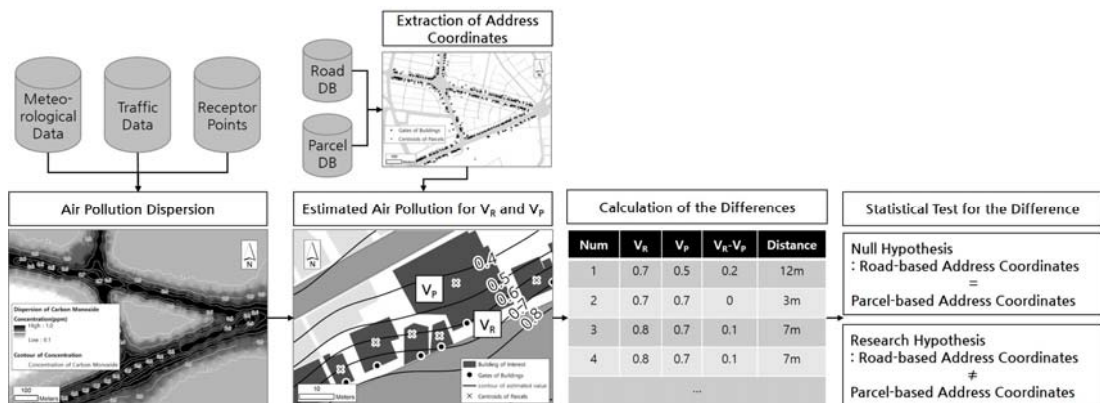 Extraction of Address
Coordinates
Road
DB
Parcel
DB
Gates of Buildings
Centroids of Parcels
100
Meters
N
Meteo-
rological
Data
Traffic
Data
Receptor
Points
Air Pollution Dispersion
N
Dispersion of Carbon Monoxide
Concentration(ppm)
High : 1.0
Line : 0.1
Contour of Concentration
Concentration of Carbon Monoxide
100
Meters
Estimated Air Pollution for VR and VP
N
0.4
0.5
0.6
0.7
0.8
VP
VR
Building of Interest
Gates of Buildings
contour of estimated value
Centroids of Parcels
10
Meters
Calculation of the Differences
Num VR VP VR-VP Distance
1 0.7 0.5 0.2 12m
2 0.7 0.7 0 3m
3 0.8 0.7 0.1 7m
4 0.8 0.7 0.1 7m
...
Statistical Test for the Difference
Null Hypothesis
: Road-based Address Coordinates
=
Parcel-based Address Coordinates
Research Hypothesis
: Road-based Address Coordinates
≠
Parcel-based Address Coordinates